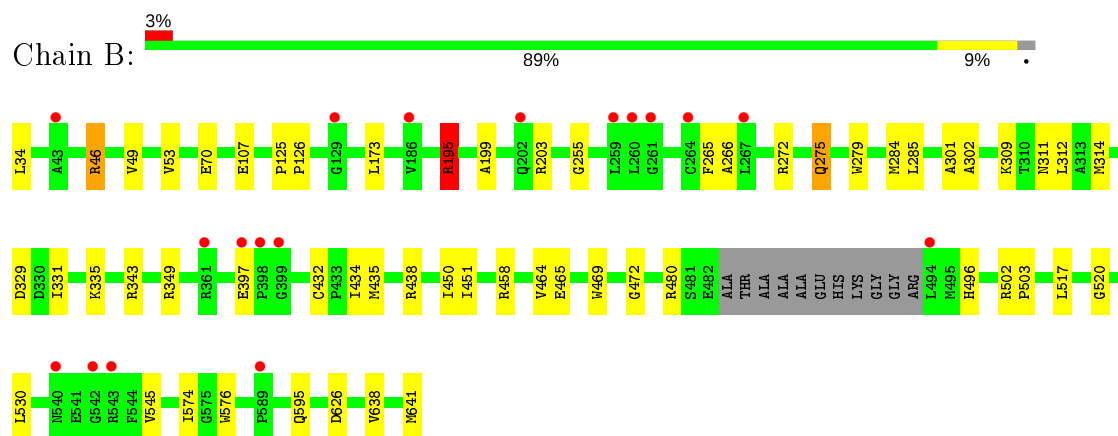 3%
Chain B:
89%
9%
L34 A43 R46 V49 V53 E70 E107 P125 P126 G129 L173 V186 R195 A199 Q202 R203 G255 L259 L260 G261 C264 F265 A266 L267 R272 Q275 W279 M284 L285 A301 A302 K309 T310 N311 L312 A313 M314
D329 D330 I331 K335 R343 R349 R361 E397 P398 G399 C432 P433 I434 M435 R438 I450 I451 R458 V464 E465 W469 G472 R480 S481 E482 ALA THR ALA ALA ALA GLU HIS LYS GLY GLY ARG L494 M495 H496 R502 P503 L517 G520
L530 N540 E541 G542 R543 F544 V545 I574 G575 W576 P589 Q595 D626 V638 M641